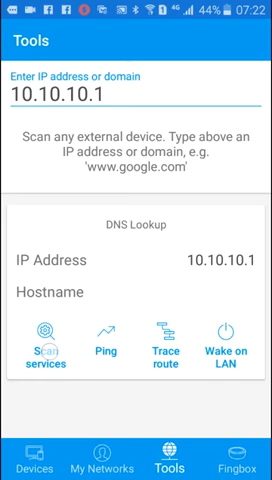 4G 44% 07:22
Tools
Enter IP address or domain
10.10.10.1
Scan any external device. Type above an
IP address or domain, e.g.
'www.google.com'
DNS Lookup
IP Address 10.10.10.1
Hostname
Scan services
Ping
Trace route
Wake on LAN
Devices My Networks Tools Fingbox